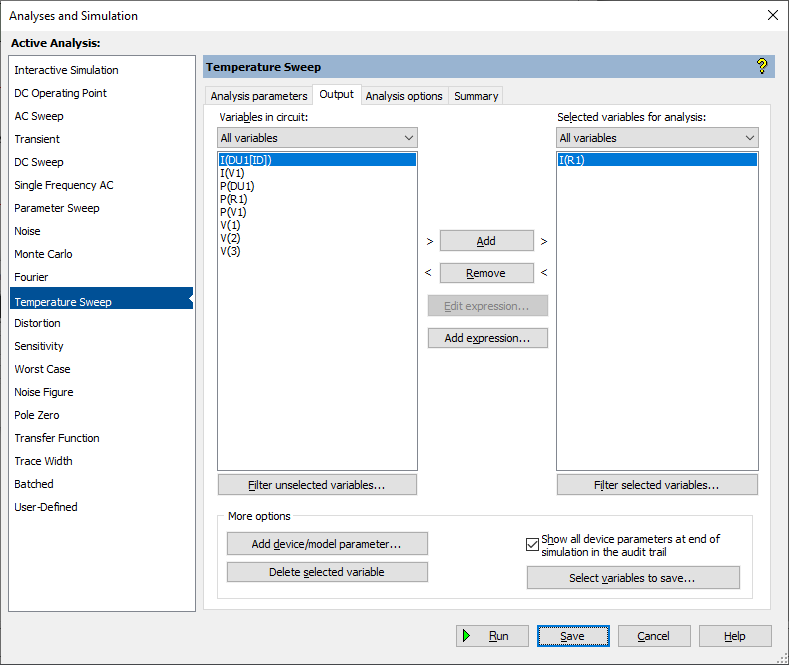 Analyses and Simulation
Active Analysis:
Interactive Simulation
DC Operating Point
AC Sweep
Transient
DC Sweep
Single Frequency AC
Parameter Sweep
Noise
Monte Carlo
Fourier
Temperature Sweep
Distortion
Sensitivity
Worst Case
Noise Figure
Pole Zero
Transfer Function
Trace Width
Batched
User-Defined
Temperature Sweep
?
Analysis parameters
Output
Analysis options
Summary
Variables in circuit:
All variables
I(DU1[ID])
I(V1)
P(DU1)
P(R1)
P(V1)
V(1)
V(2)
V(3)
Filter unselected variables...
> Add >
< Remove <
Edit expression...
Add expression...
Selected variables for analysis:
All variables
I(R1)
Filter selected variables...
More options
Add device/model parameter...
Delete selected variable
Show all device parameters at end of
simulation in the audit trail
Select variables to save...
Run
Save
Cancel
Help